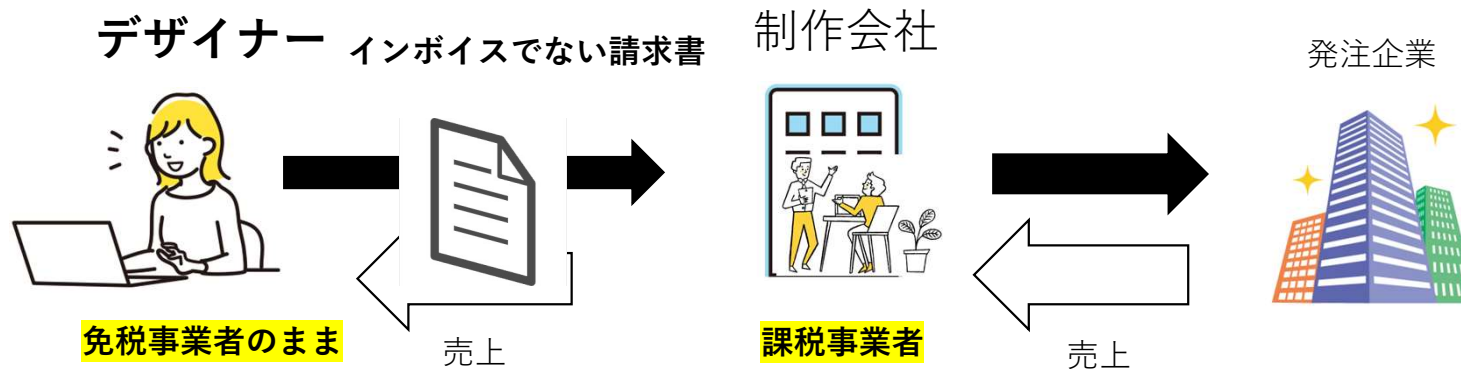 デザイナー
インボイスでない請求書
制作会社
発注企業
免税事業者のまま
売上
課税事業者
売上